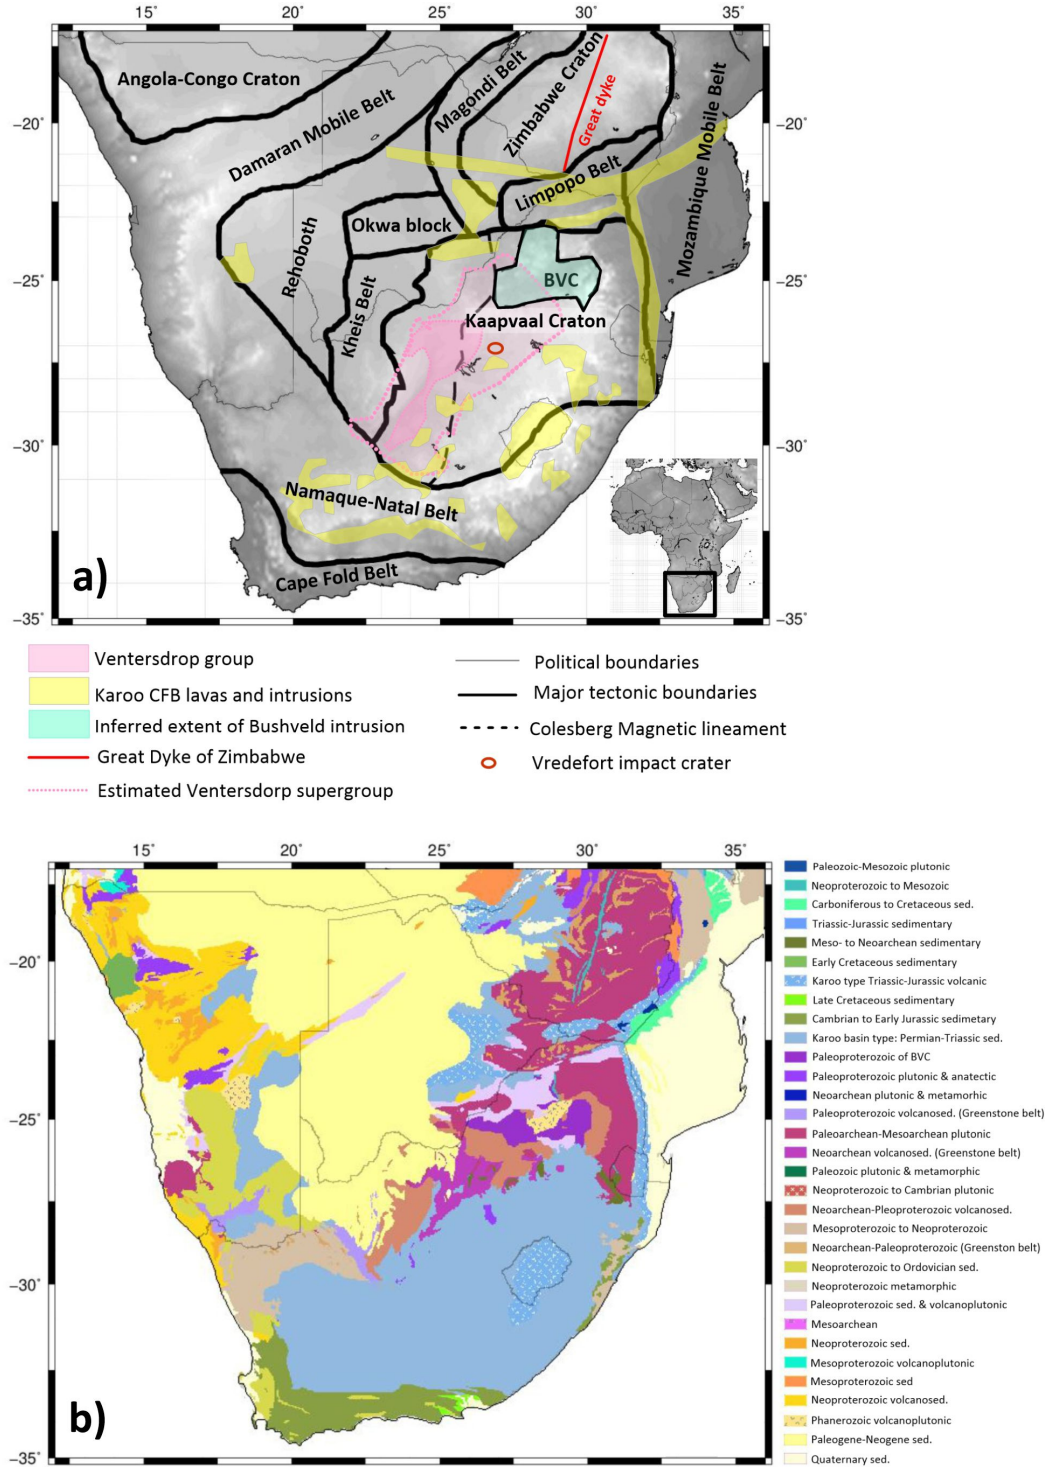 15° 20° 25° 30° 35°
Angola-Congo Craton
Damaran Mobile Belt
Magondi Belt
Zimbabwe Craton
Great dyke
Mozambique Mobile Belt
−20° −20°
Limpopo Belt
Okwa block
Rehoboth
Kheis Belt
BVC
−25° −25°
Kaapvaal Craton
−30° −30°
Namaque-Natal Belt
Cape Fold Belt
a)
−35° −35°
Ventersdrop group
Karoo CFB lavas and intrusions
Inferred extent of Bushveld intrusion
Great Dyke of Zimbabwe
Estimated Ventersdorp supergroup
Political boundaries
Major tectonic boundaries
Colesberg Magnetic lineament
Vredefort impact crater
15° 20° 25° 30° 35°
−20°
−25°
−30°
−35°
b)
Paleozoic-Mesozoic plutonic
Neoproterozoic to Mesozoic
Carboniferous to Cretaceous sed.
Triassic-Jurassic sedimentary
Meso- to Neoarchean sedimentary
Early Cretaceous sedimentary
Karoo type Triassic-Jurassic volcanic
Late Cretaceous sedimentary
Cambrian to Early Jurassic sedimetary
Karoo basin type: Permian-Triassic sed.
Paleoproterozoic of BVC
Paleoproterozoic plutonic & anatectic
Neoarchean plutonic & metamorhic
Paleoproterozoic volcanosed. (Greenstone belt)
Paleoarchean-Mesoarchean plutonic
Neoarchean volcanosed. (Greenstone belt)
Paleozoic plutonic & metamorphic
Neoproterozoic to Cambrian plutonic
Neoarchean-Pleoproterozoic volcanosed.
Mesoproterozoic to Neoproterozoic
Neoarchean-Paleoproterozoic (Greenston belt)
Neoproterozoic to Ordovician sed.
Neoproterozoic metamorphic
Paleoproterozoic sed. & volcanoplutonic
Mesoarchean
Neoproterozoic sed.
Mesoproterozoic volcanoplutonic
Mesoproterozoic sed
Neoproterozoic volcanosed.
Phanerozoic volcanoplutonic
Paleogene-Neogene sed.
Quaternary sed.